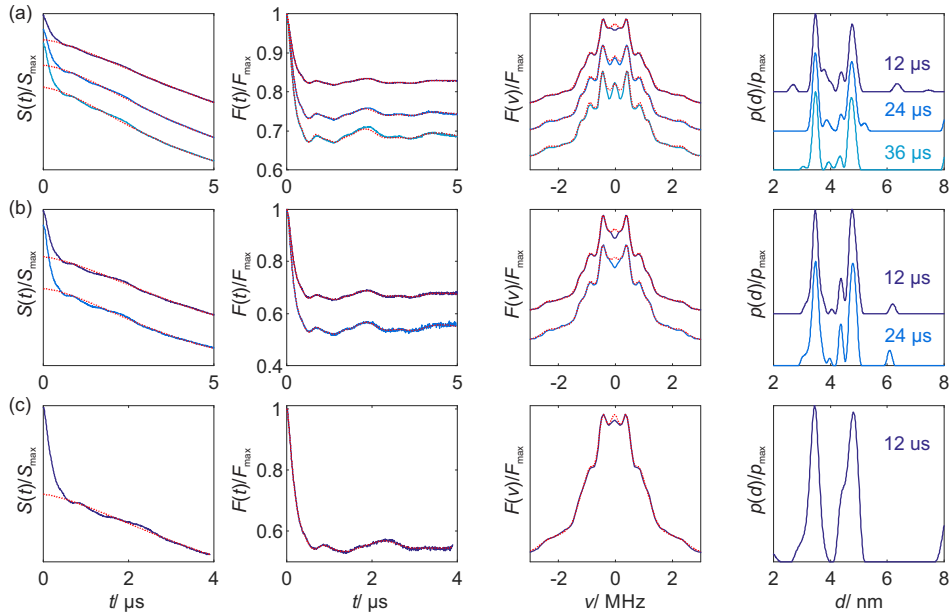 (a)
S(t)/Smax
0
5
F(t)/Fmax
1
0.9
0.8
0.7
0.6
0
5
F(ν)/Fmax
-2
0
2
p(d)/pmax
12 µs
24 µs
36 µs
2
4
6
8
(b)
S(t)/Smax
0
5
F(t)/Fmax
1
0.8
0.6
0.4
0
5
F(ν)/Fmax
-2
0
2
p(d)/pmax
12 µs
24 µs
2
4
6
8
(c)
S(t)/Smax
0
2
4
t/ µs
F(t)/Fmax
1
0.8
0.6
0
2
4
t/ µs
F(ν)/Fmax
-2
0
2
ν/ MHz
p(d)/pmax
12 us
2
4
6
8
d/ nm